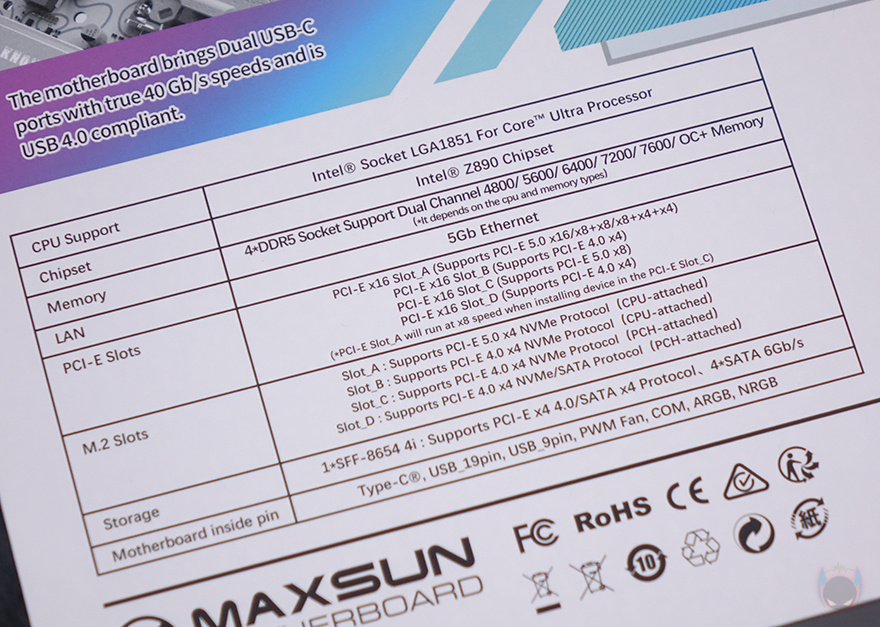 The motherboard brings Dual USB-C
ports with true 40 Gb/s speeds and is
USB 4.0 compliant.
CPU Support
Intel® Socket LGA1851 For Core™ Ultra Processor
Chipset
Intel® Z890 Chipset
Memory
4*DDR5 Socket Support Dual Channel 4800/ 5600/ 6400/ 7200/ 7600/ OC+ Memory
(*It depends on the cpu and memory types)
LAN
5Gb Ethernet
PCI-E Slots
PCI-E x16 Slot_A (Supports PCI-E 5.0 x16/x8+x8/x8+x4+x4)
PCI-E x16 Slot_B (Supports PCI-E 4.0 x4)
PCI-E x16 Slot_C (Supports PCI-E 5.0 x8)
PCI-E x16 Slot_D (Supports PCI-E 4.0 x4)
(*PCI-E Slot_A will run at x8 speed when installing device in the PCI-E Slot_C)
M.2 Slots
Slot_A : Supports PCI-E 5.0 x4 NVMe Protocol (CPU-attached)
Slot_B : Supports PCI-E 4.0 x4 NVMe Protocol (CPU-attached)
Slot_C : Supports PCI-E 4.0 x4 NVMe Protocol (PCH-attached)
Slot_D : Supports PCI-E 4.0 x4 NVMe/SATA Protocol (PCH-attached)
Storage
1*SFF-8654 4i : Supports PCI-E x4 4.0/SATA x4 Protocol、4*SATA 6Gb/s
Motherboard inside pin
Type-C®, USB_19pin, USB_9pin, PWM Fan, COM, ARGB, NRGB
FC RoHS CE
10 紙
MAXSUN
MOTHERBOARD